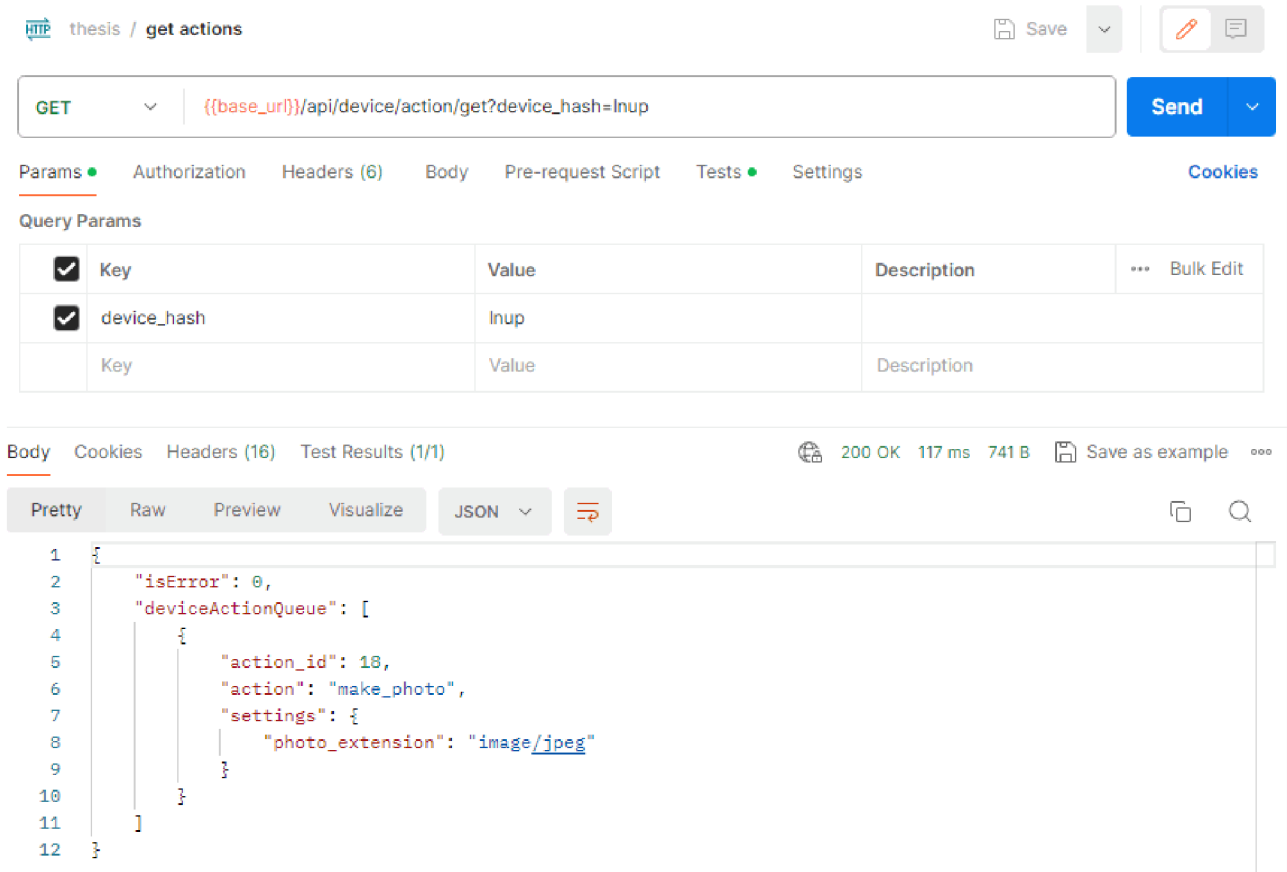 HTTP thesis / get actions Save
GET {{base_url}}/api/device/action/get?device_hash=lnup Send
Params Authorization Headers (6) Body Pre-request Script Tests Settings Cookies
Query Params
Key Value Description ••• Bulk Edit
device_hash lnup
Key Value Description
Body Cookies Headers (16) Test Results (1/1) 200 OK 117 ms 741 B Save as example
Pretty Raw Preview Visualize JSON
1 {
2 "isError": 0,
3 "deviceActionQueue": [
4 {
5 "action_id": 18,
6 "action": "make_photo",
7 "settings": {
8 "photo_extension": "image/jpeg"
9 }
10 }
11 ]
12 }